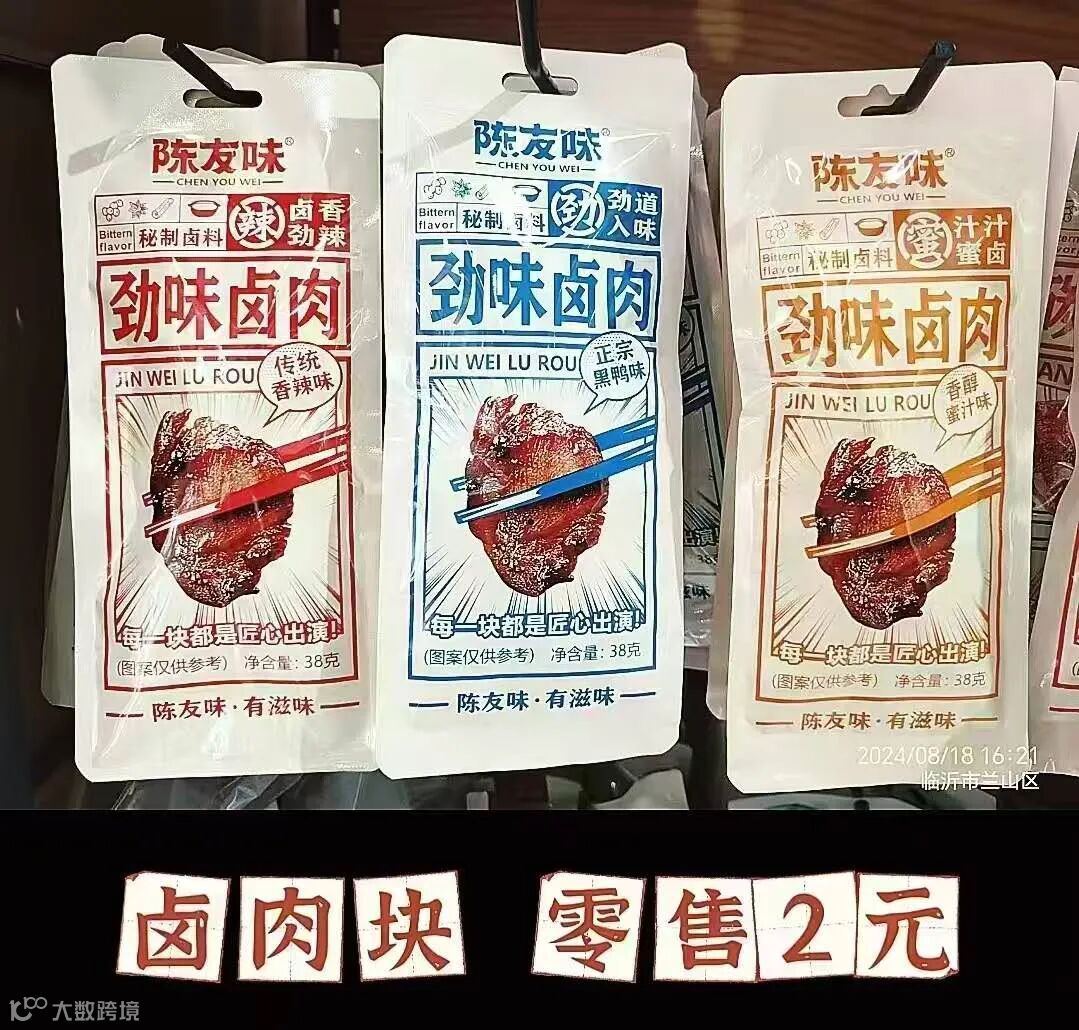 陈友味®
CHEN YOU WEI
Bittern flavor
秘制卤料
辣
卤香劲辣
劲味卤肉
JIN WEI LU ROU
传统香辣味
每一块都是匠心出演!
(图案仅供参考) 净含量: 38克
陈友味·有滋味
陈友味®
CHEN YOU WEI
Bittern flavor
秘制卤料
劲
劲道入味
劲味卤肉
JIN WEI LU ROU
正宗黑鸭味
每一块都是匠心出演!
(图案仅供参考) 净含量: 38克
陈友味·有滋味
陈友味®
CHEN YOU WEI
Bittern flavor
秘制卤料
蜜
汁汁蜜卤
劲味卤肉
JIN WEI LU ROU
香醇蜜汁味
每一块都是匠心出演!
(图案仅供参考) 净含量: 38克
陈友味·有滋味
2024/08/18 16:21
临沂市兰山区
卤肉块 零售2元
大数跨境